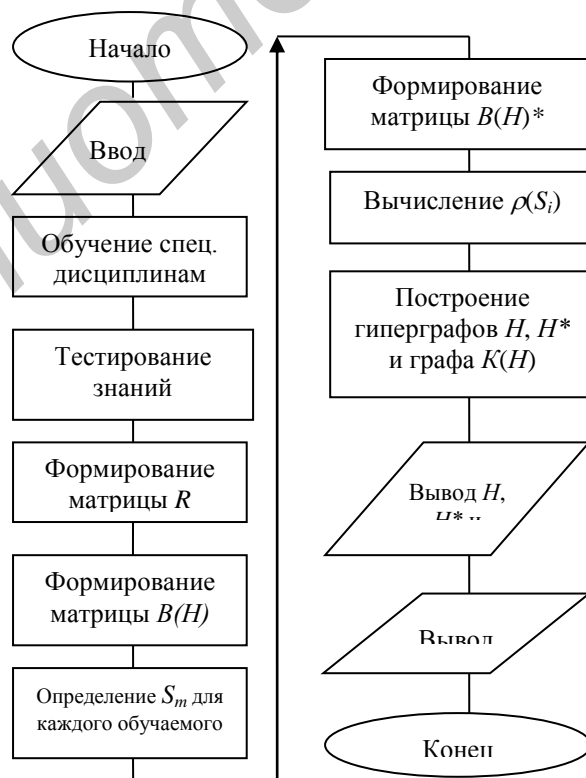 Начало
Ввод
Обучение спец.
дисциплинам
Тестирование
знаний
Формирование
матрицы R
Формирование
матрицы B(H)
Определение Sm для
каждого обучаемого
Формирование
матрицы B(H)*
Вычисление ρ(Si)
Построение
гиперграфов H, H*
и графа K(H)
Вывод H,
H* и
Вывод
Конец